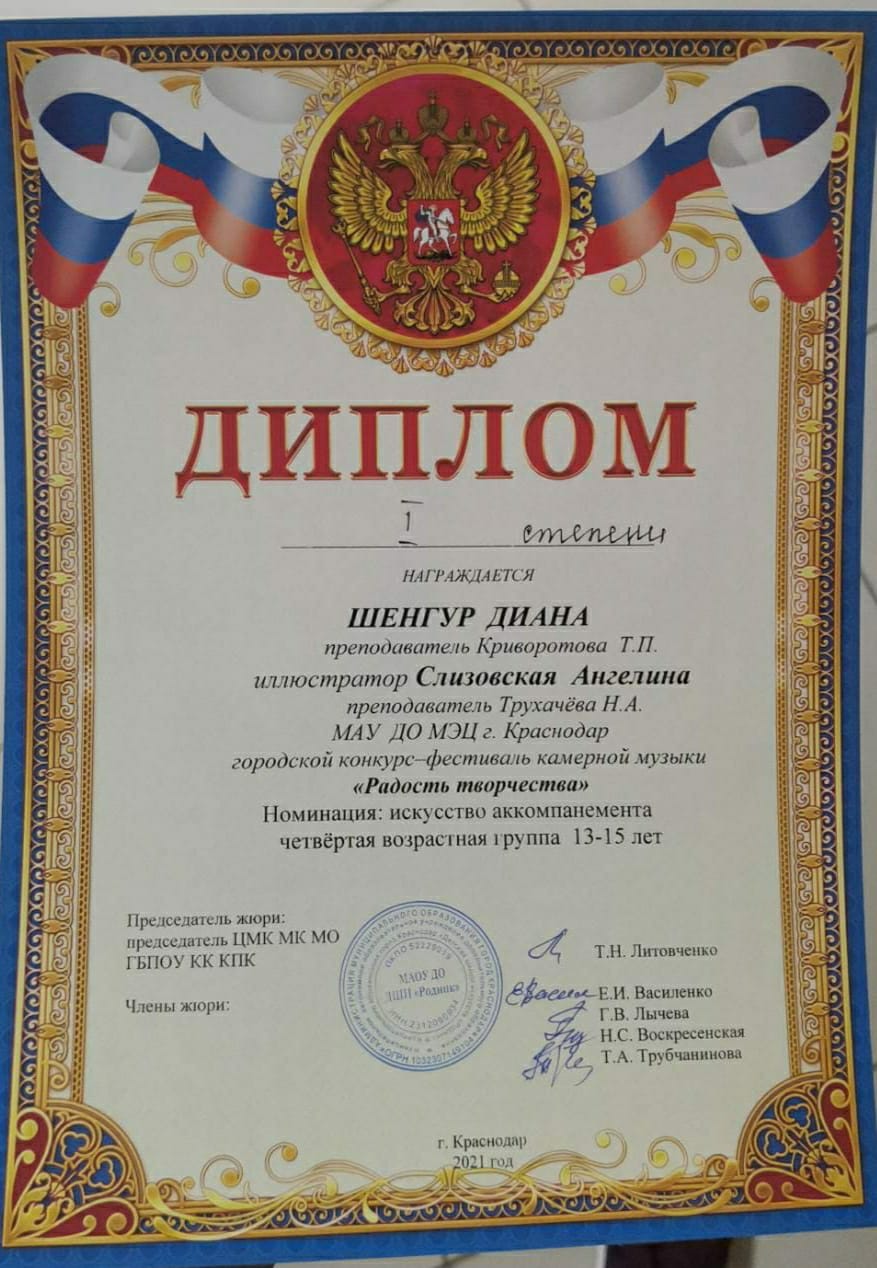 ДИПЛОМ
I степени
НАГРАЖДАЕТСЯ
ШЕНГУР ДИАНА
преподаватель Криворотова Т.П.
иллюстратор Слизовская Ангелина
преподаватель Трухачёва Н.А.
МАУ ДО МЭЦ г. Краснодар
городской конкурс–фестиваль камерной музыки
«Радость творчества»
Номинация: искусство аккомпанемента
четвёртая возрастная группа 13-15 лет
Председатель жюри:
председатель ЦМК МК МО
ГБПОУ КК КПК
Т.Н. Литовченко
Члены жюри:
Е.И. Василенко
Г.В. Лычева
Н.С. Воскресенская
Т.А. Трубчанинова
МАОУ ДО
ДШИ «Родник»
г. Краснодар
2021 год